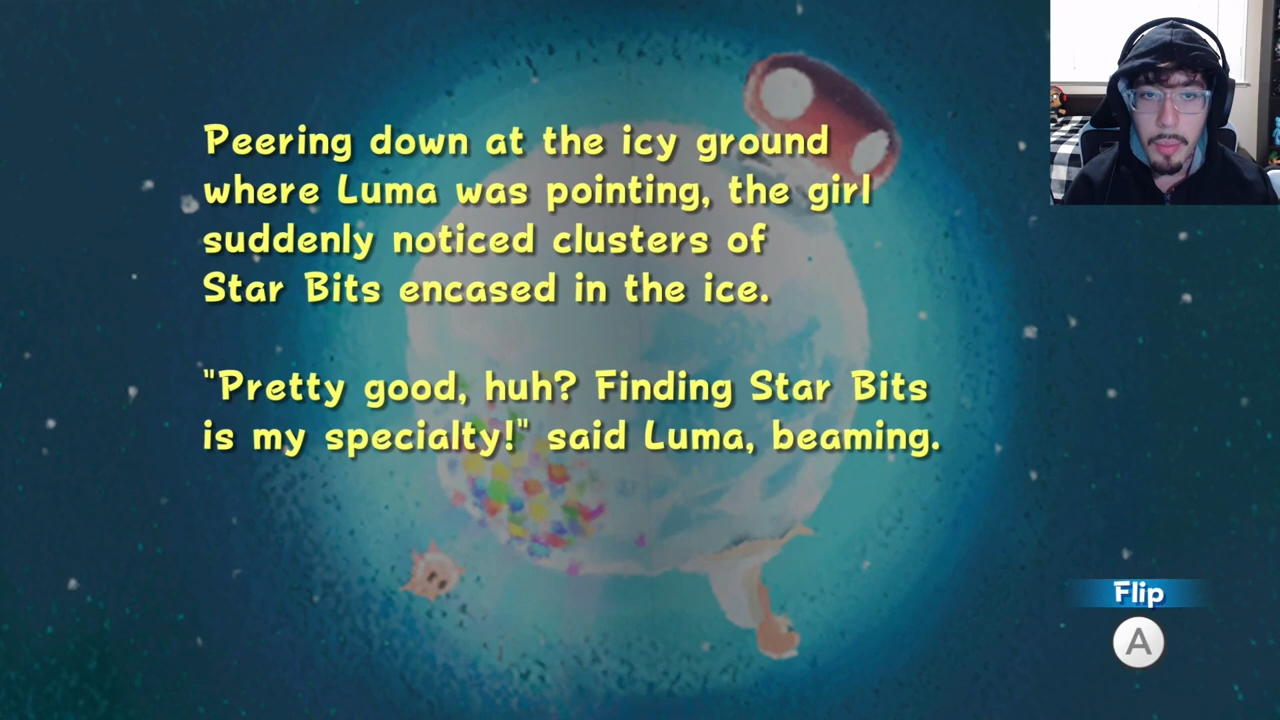 Peering down at the icy ground
where Luma was pointing, the girl
suddenly noticed clusters of
Star Bits encased in the ice.
"Pretty good, huh? Finding Star Bits
is my specialty!" said Luma, beaming.
Flip
A